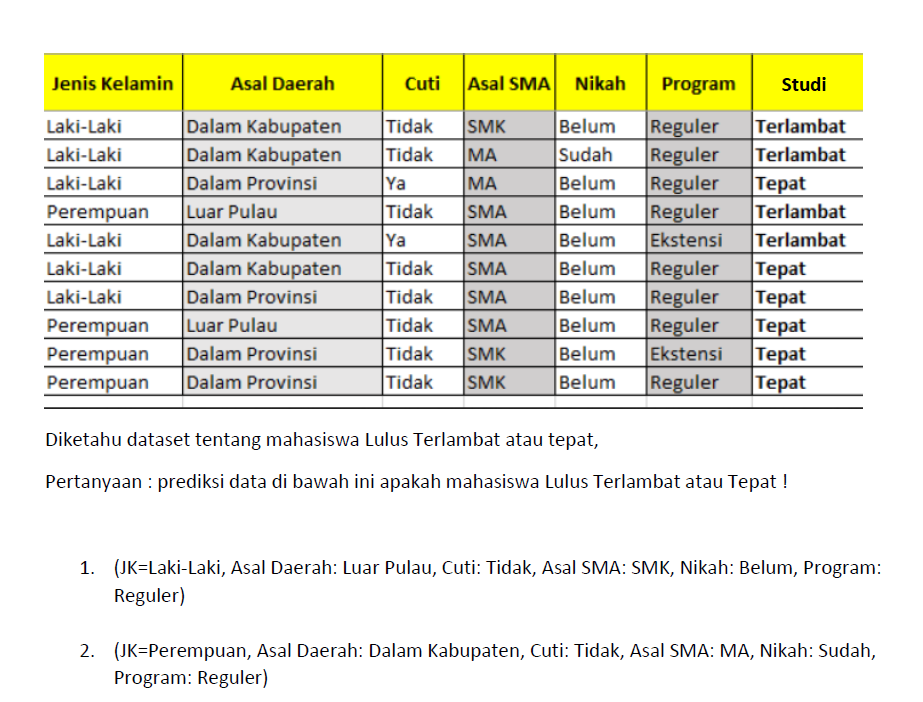 Jenis Kelamin Asal Daerah Cuti Asal SMA Nikah Program Studi
Laki-Laki Dalam Kabupaten Tidak SMK Belum Reguler Terlambat
Laki-Laki Dalam Kabupaten Tidak MA Sudah Reguler Terlambat
Laki-Laki Dalam Provinsi Ya MA Belum Reguler Tepat
Perempuan Luar Pulau Tidak SMA Belum Reguler Terlambat
Laki-Laki Dalam Kabupaten Ya SMA Belum Ekstensi Terlambat
Laki-Laki Dalam Kabupaten Tidak SMA Belum Reguler Tepat
Laki-Laki Dalam Provinsi Tidak SMA Belum Reguler Tepat
Perempuan Luar Pulau Tidak SMA Belum Reguler Tepat
Perempuan Dalam Provinsi Tidak SMK Belum Ekstensi Tepat
Perempuan Dalam Provinsi Tidak SMK Belum Reguler Tepat
Diketahu dataset tentang mahasiswa Lulus Terlambat atau tepat,
Pertanyaan : prediksi data di bawah ini apakah mahasiswa Lulus Terlambat atau Tepat !
1. (JK=Laki-Laki, Asal Daerah: Luar Pulau, Cuti: Tidak, Asal SMA: SMK, Nikah: Belum, Program:
Reguler)
2. (JK=Perempuan, Asal Daerah: Dalam Kabupaten, Cuti: Tidak, Asal SMA: MA, Nikah: Sudah,
Program: Reguler)